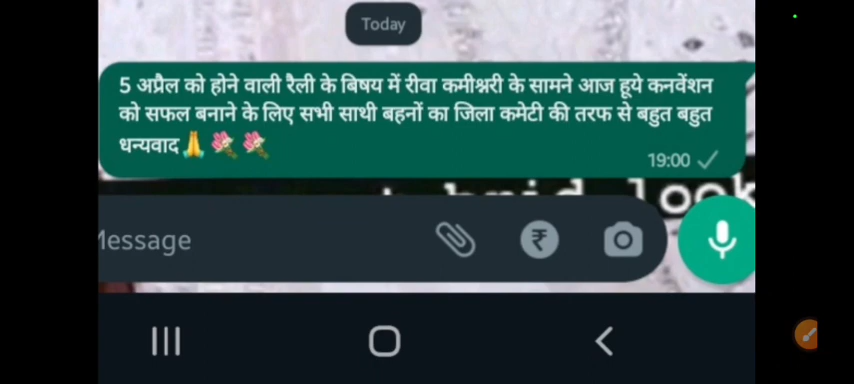 Today
5 अप्रैल को होने वाली रैली के बिषय में रीवा कमीश्नरी के सामने आज हूये कनवेंशन
को सफल बनाने के लिए सभी साथी बहनों का जिला कमेटी की तरफ से बहुत बहुत
धन्यवाद🙏💐💐
19:00
Message